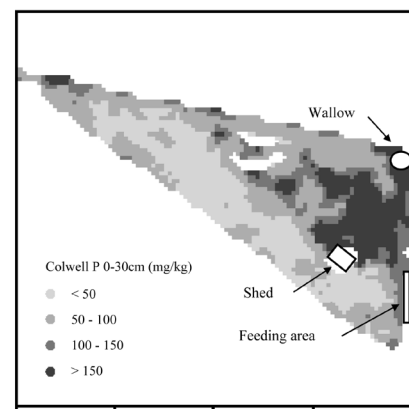 Wallow
Colwell P 0-30cm (mg/kg)
< 50
50 - 100
100 - 150
> 150
Shed
Feeding area